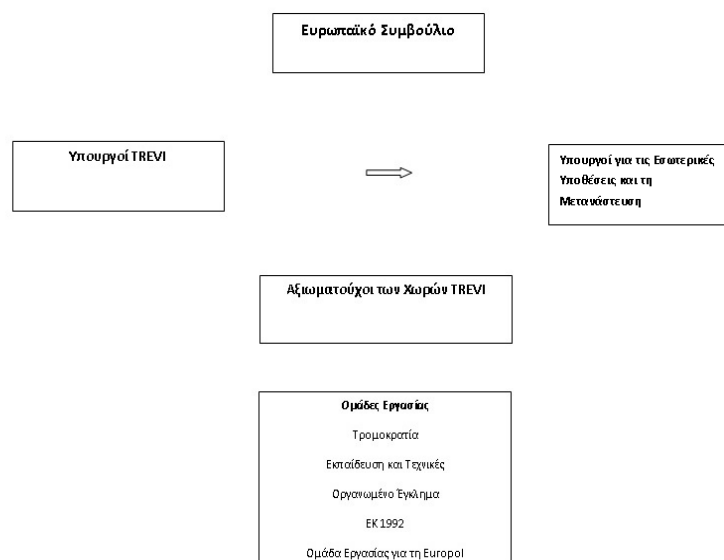 Ευρωπαϊκό Συμβούλιο
Υπουργοί TREVI
Υπουργοί για τις Εσωτερικές
Υποθέσεις και τη
Μετανάστευση
Αξιωματούχοι των Χωρών TREVI
Ομάδες Εργασίας
Τρομοκρατία
Εκπαίδευση και Τεχνικές
Οργανωμένο Έγκλημα
ΕΚ 1992
Ομάδα Εργασίας για τη Europol